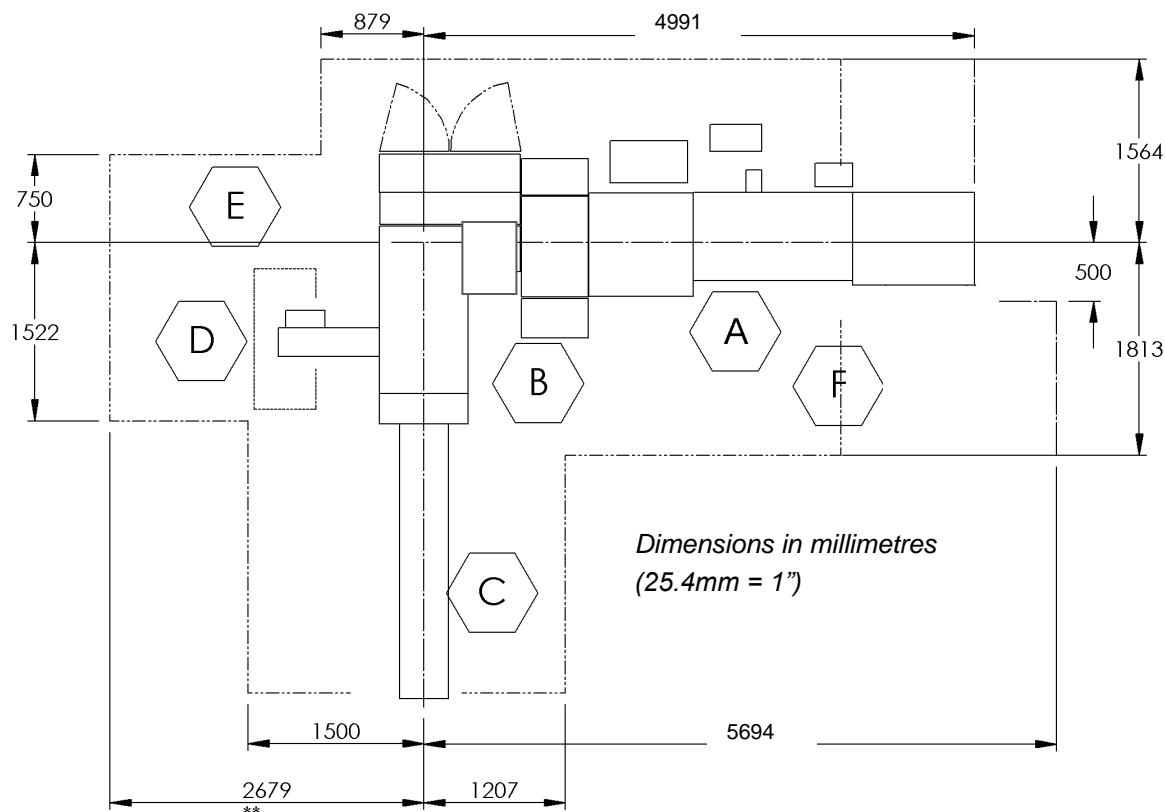 879
4991
1564
750
E
500
1522
D
A
1813
B
F
Dimensions in millimetres
(25.4mm = 1”)
C
1500
5694
2679
1207
**